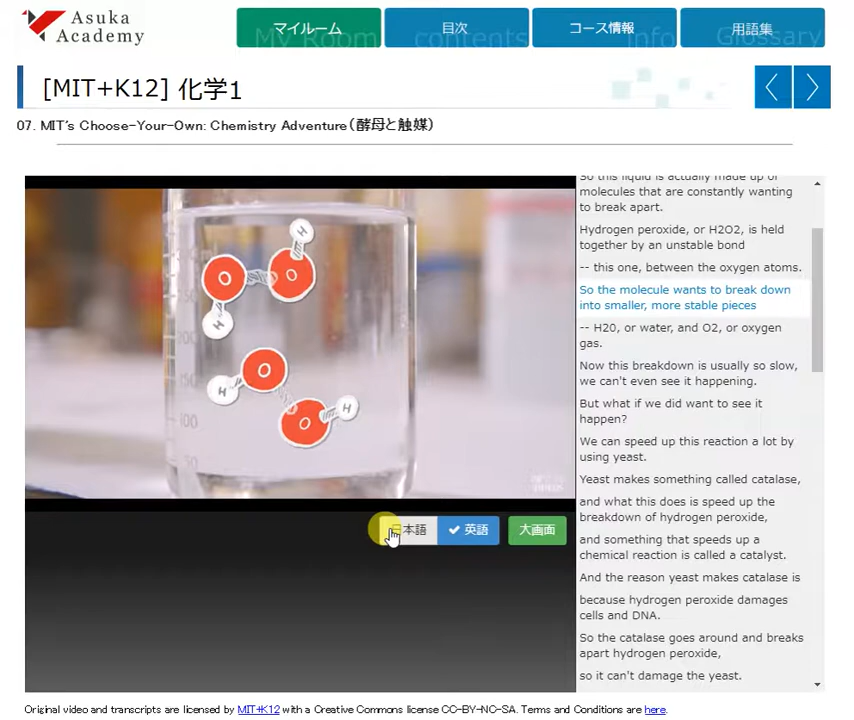 Asuka
Academy
マイルーム
My Room
目次
contents
コース情報
info
用語集
Glossary
[MIT+K12] 化学1
07. MIT's Choose-Your-Own: Chemistry Adventure(酵母と触媒)
H
O
O
H
O
H
O
H
100
So this liquid is actually made up of
molecules that are constantly wanting
to break apart.
Hydrogen peroxide, or H2O2, is held
together by an unstable bond
-- this one, between the oxygen atoms.
So the molecule wants to break down
into smaller, more stable pieces
-- H20, or water, and O2, or oxygen
gas.
Now this breakdown is usually so slow,
we can't even see it happening.
But what if we did want to see it
happen?
We can speed up this reaction a lot by
using yeast.
Yeast makes something called catalase,
and what this does is speed up the
breakdown of hydrogen peroxide,
and something that speeds up a
chemical reaction is called a catalyst.
And the reason yeast makes catalase is
because hydrogen peroxide damages
cells and DNA.
So the catalase goes around and breaks
apart hydrogen peroxide,
so it can't damage the yeast.
日本語
✔ 英語
大画面
Original video and transcripts are licensed by MIT+K12 with a Creative Commons license CC-BY-NC-SA. Terms and Conditions are here.